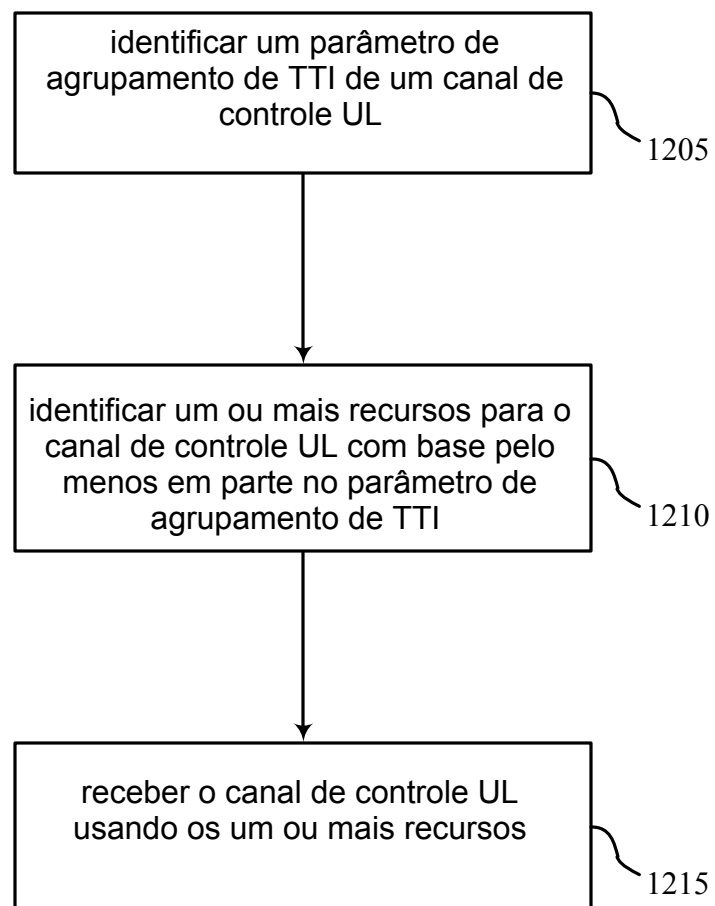 identificar um parâmetro de
agrupamento de TTI de um canal de
controle UL
1205
identificar um ou mais recursos para o
canal de controle UL com base pelo
menos em parte no parâmetro de
agrupamento de TTI
1210
receber o canal de controle UL
usando os um ou mais recursos
1215